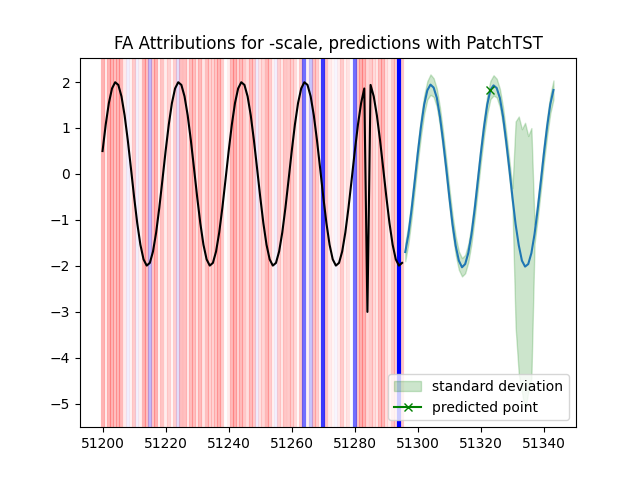 FA Attributions for -scale, predictions with PatchTST
2
1
0
−1
−2
−3
−4
−5
standard deviation
predicted point
51200 51220 51240 51260 51280 51300 51320 51340